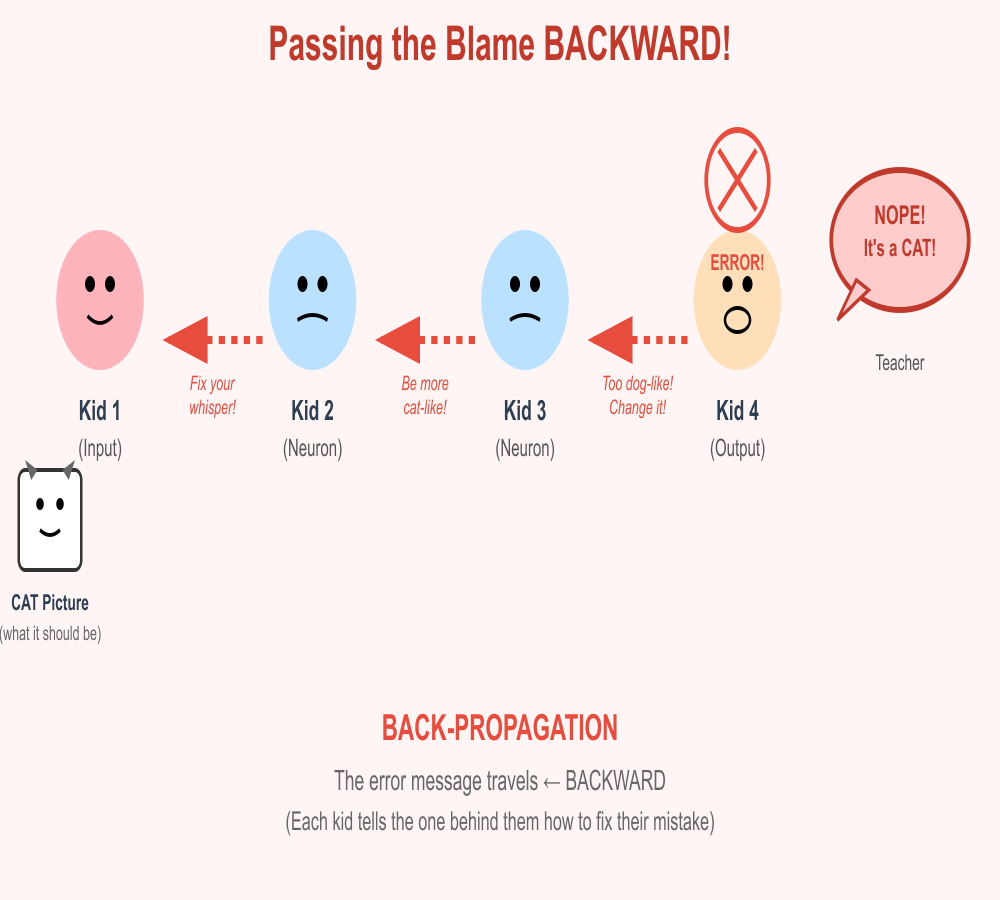 Passing the Blame BACKWARD!
NOPE!
It's a CAT!
ERROR!
Teacher
Fix your
whisper!
Be more
cat-like!
Too dog-like!
Change it!
Kid 1
Kid 2
Kid 3
Kid 4
(Input)
(Neuron)
(Neuron)
(Output)
CAT Picture
(what it should be)
BACK-PROPAGATION
The error message travels ← BACKWARD
(Each kid tells the one behind them how to fix their mistake)